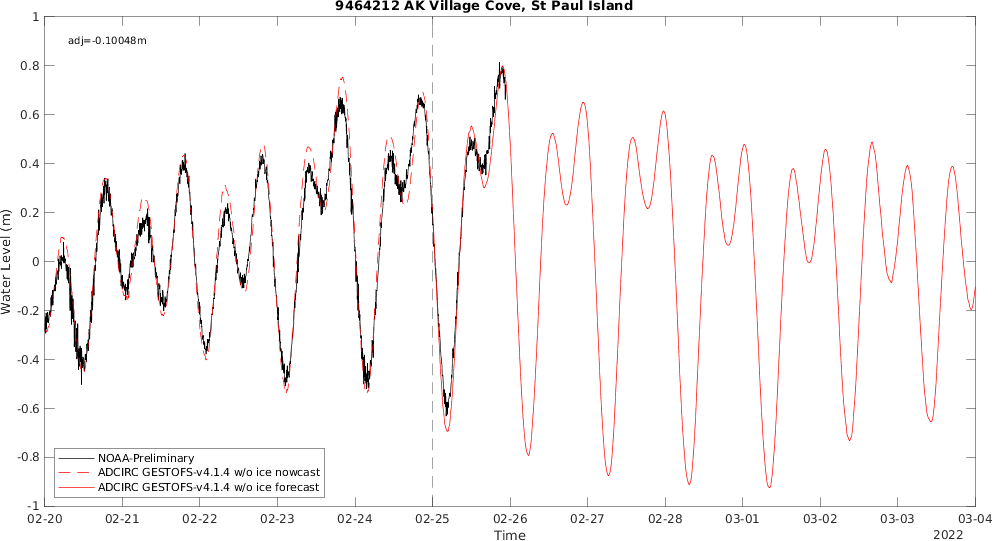 9464212 AK Village Cove, St Paul Island
adj=-0.10048m
1
0.8
0.6
0.4
0.2
0
-0.2
-0.4
-0.6
-0.8
-1
Water Level (m)
NOAA-Preliminary
ADCIRC GESTOFS-v4.1.4 w/o ice nowcast
ADCIRC GESTOFS-v4.1.4 w/o ice forecast
02-20 02-21 02-22 02-23 02-24 02-25 02-26 02-27 02-28 03-01 03-02 03-03 03-04
Time
2022